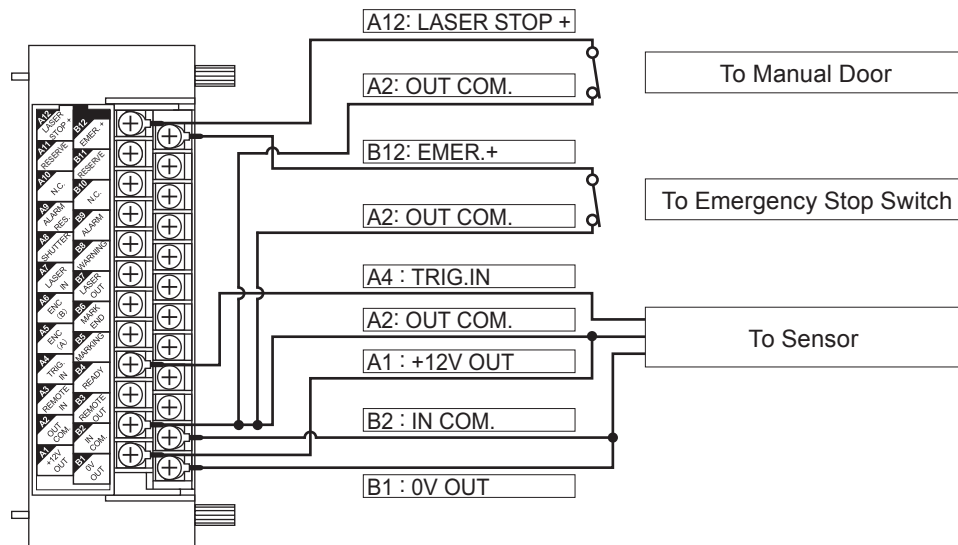 A12: LASER STOP +
A2: OUT COM.
To Manual Door
B12: EMER.+
A2: OUT COM.
To Emergency Stop Switch
A4 : TRIG.IN
A2: OUT COM.
To Sensor
A1 : +12V OUT
B2 : IN COM.
B1 : 0V OUT
A12
LASER
STOP +
A11
RESERVE
A10
N.C.
A9
ALARM
RES.
A8
SHUTTER
A7
LASER
IN
A6
ENC
(B)
A5
ENC
(A)
A4
TRIG.
IN
A3
REMOTE
IN
A2
OUT
COM.
A1
+12V
OUT
B12
EMER.+
B11
RESERVE
B10
N.C.
B9
ALARM
B8
WARNING
B7
LASER
OUT
B6
MARK
END
B5
MARKING
B4
READY
B3
REMOTE
OUT
B2
IN
COM.
B1
0V
OUT